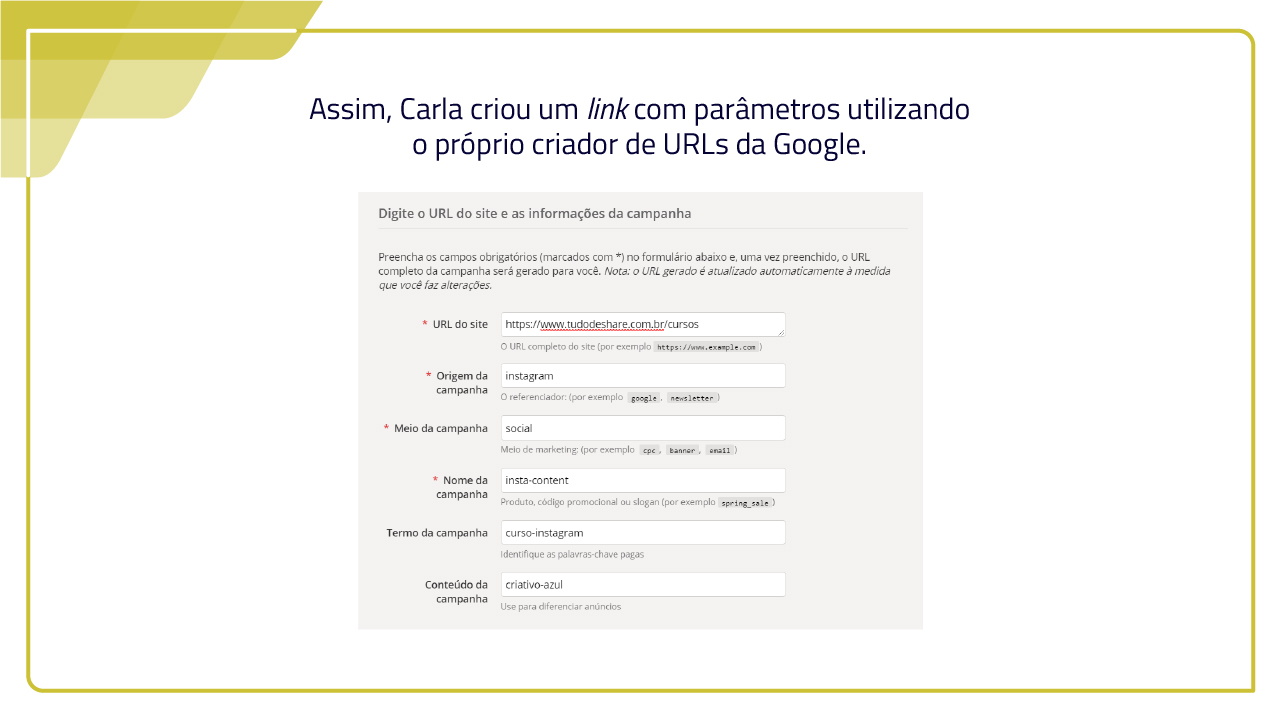 Assim, Carla criou um link com parâmetros utilizando
o próprio criador de URLs da Google.
Digite o URL do site e as informações da campanha
Preencha os campos obrigatórios (marcados com *) no formulário abaixo e, uma vez preenchido, o URL
completo da campanha será gerado para você. Nota: o URL gerado é atualizado automaticamente à medida
que você faz alterações.
* URL do site
https://www.tudodeshare.com.br/cursos
O URL completo do site (por exemplo https://www.example.com )
* Origem da
campanha
instagram
O referenciador: (por exemplo google, newsletter )
* Meio da campanha
social
Meio de marketing: (por exemplo cpc, banner, email )
* Nome da
campanha
insta-content
Produto, código promocional ou slogan (por exemplo spring_sale )
Termo da campanha
curso-instagram
Identifique as palavras-chave pagas
Conteúdo da
campanha
criativo-azul
Use para diferenciar anúncios